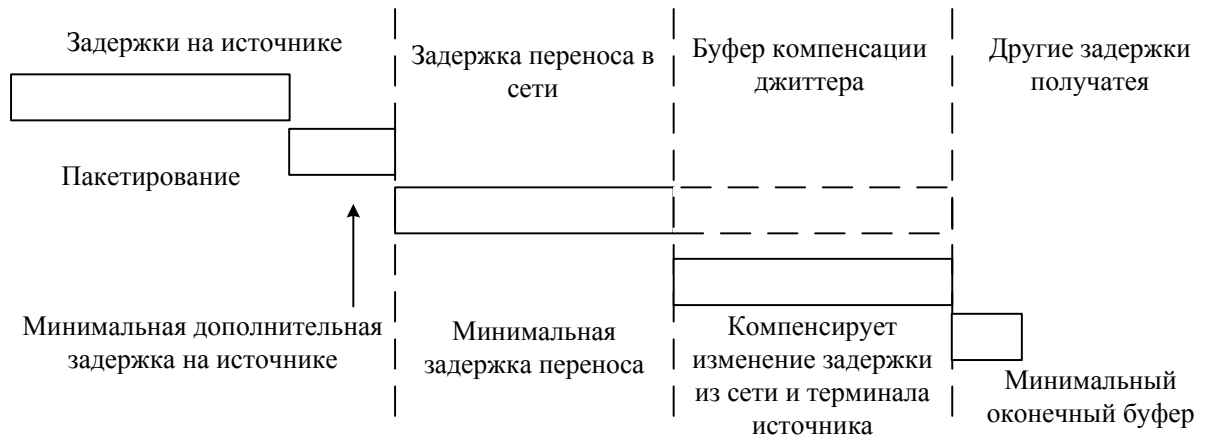 Задержки на источнике
Задержка переноса в
сети
Буфер компенсации
джиттера
Другие задержки
получатея
Пакетирование
Минимальная дополнительная
задержка на источнике
Минимальная
задержка переноса
Компенсирует
изменение задержки
из сети и терминала
источника
Минимальный
оконечный буфер